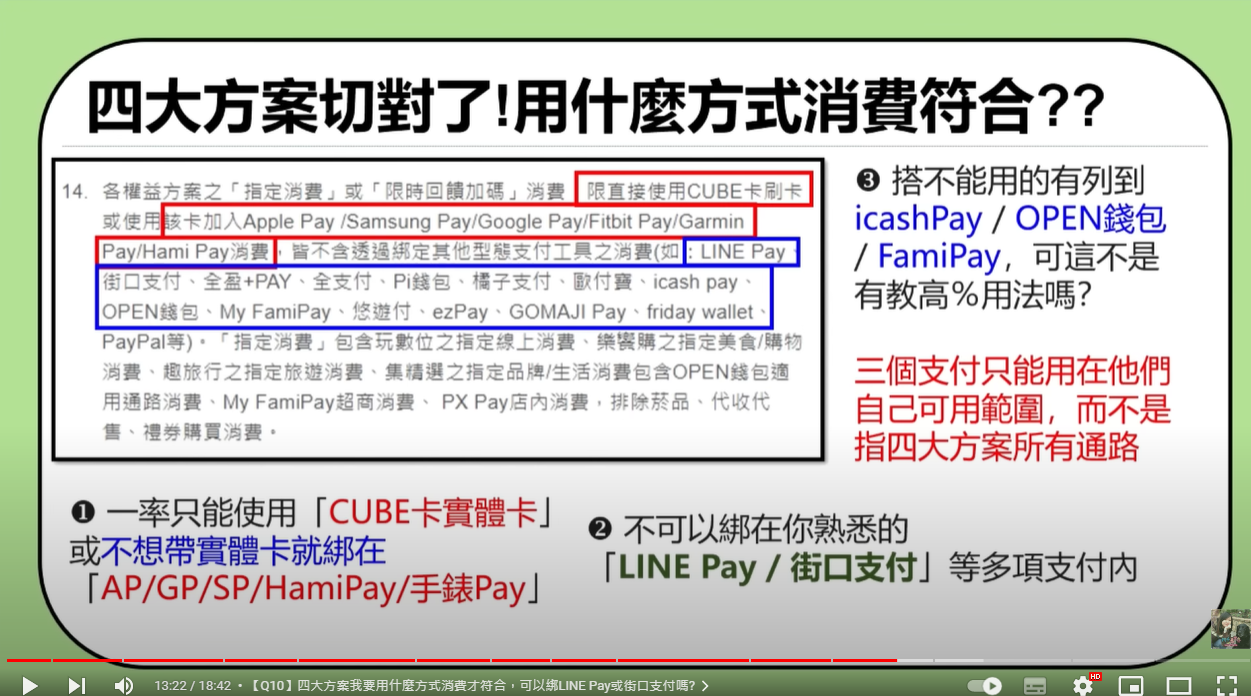 四大方案切對了!用什麼方式消費符合??
14. 各權益方案之「指定消費」或「限時回饋加碼」消費 限直接使用CUBE卡刷卡
或使用該卡加入Apple Pay /Samsung Pay/Google Pay/Fitbit Pay/Garmin
Pay/Hami Pay消費，皆不含透過綁定其他型態支付工具之消費(如：LINE Pay、
街口支付、全盈+PAY、全支付、Pi錢包、橘子支付、歐付寶、icash pay、
OPEN錢包、My FamiPay、悠遊付、ezPay、GOMAJI Pay、friday wallet、
PayPal等)。「指定消費」包含玩數位之指定線上消費、樂饗購之指定美食/購物
消費、趣旅行之指定旅遊消費、集精選之指定品牌/生活消費包含OPEN錢包適
用通路消費、My FamiPay超商消費、 PX Pay店內消費，排除菸品、代收代
售、禮券購買消費。
❸ 搭不能用的有列到
icashPay / OPEN錢包
/ FamiPay，可這不是
有教高%用法嗎?
三個支付只能用在他們
自己可用範圍，而不是
指四大方案所有通路
❶ 一率只能使用「CUBE卡實體卡」
或不想帶實體卡就綁在
「AP/GP/SP/HamiPay/手錶Pay」
❷ 不可以綁在你熟悉的
「LINE Pay / 街口支付」等多項支付內
13:22 / 18:42 •【Q10】四大方案我要用什麼方式消費才符合，可以綁LINE Pay或街口支付嗎?
HD